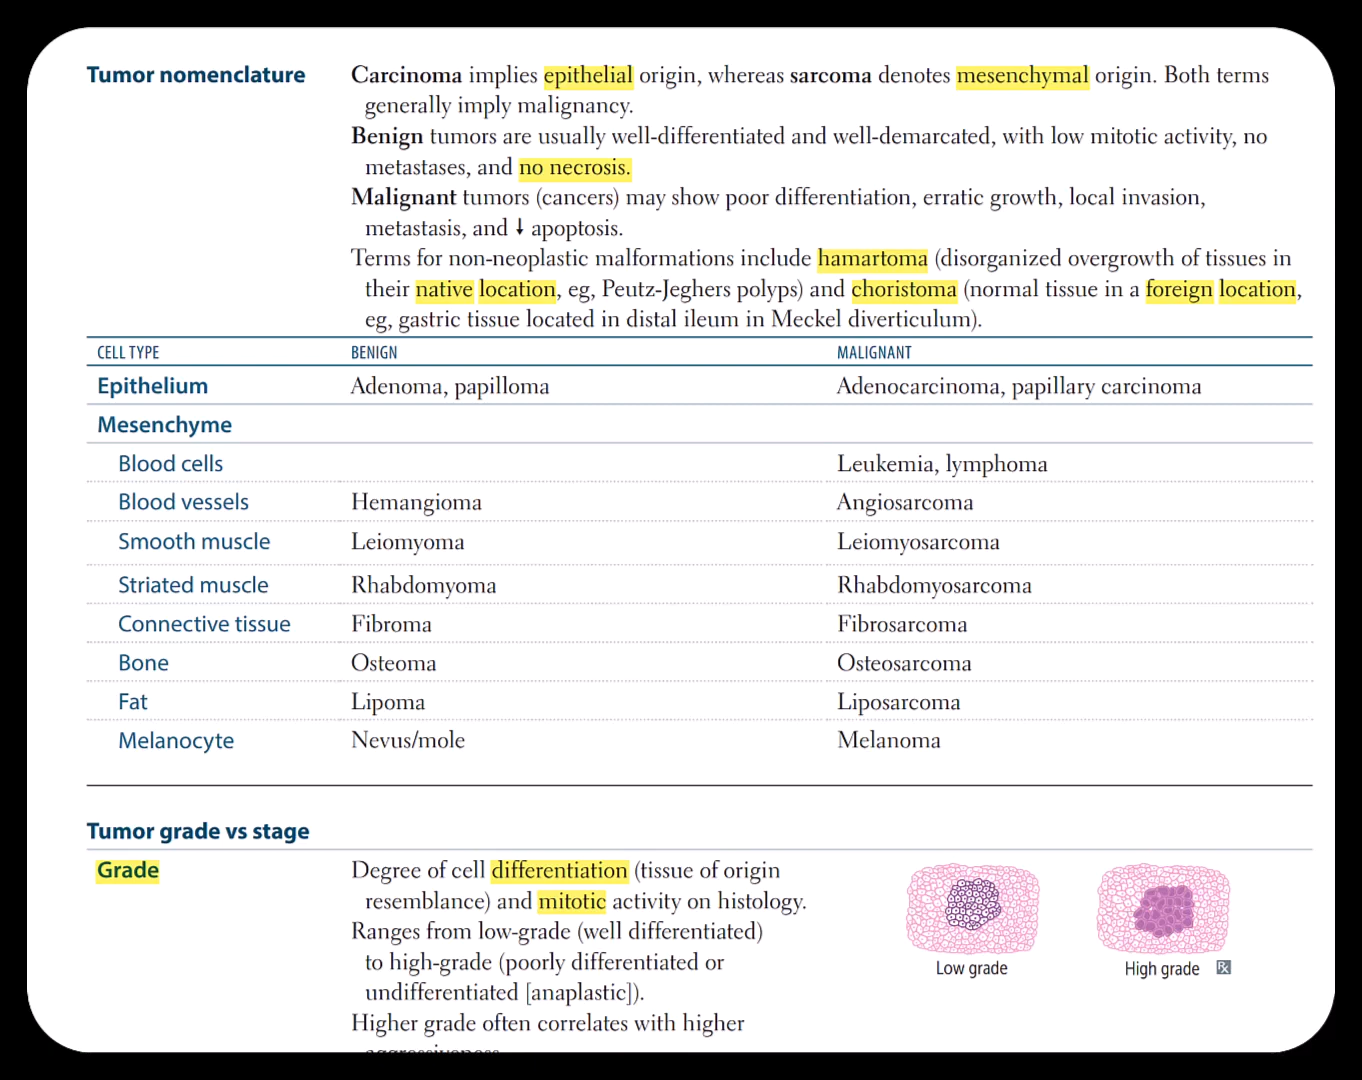 Tumor nomenclature
Carcinoma implies epithelial origin, whereas sarcoma denotes mesenchymal origin. Both terms
generally imply malignancy.
Benign tumors are usually well-differentiated and well-demarcated, with low mitotic activity, no
metastases, and no necrosis.
Malignant tumors (cancers) may show poor differentiation, erratic growth, local invasion,
metastasis, and ↓ apoptosis.
Terms for non-neoplastic malformations include hamartoma (disorganized overgrowth of tissues in
their native location, eg, Peutz-Jeghers polyps) and choristoma (normal tissue in a foreign location,
eg, gastric tissue located in distal ileum in Meckel diverticulum).
CELL TYPE BENIGN MALIGNANT
Epithelium Adenoma, papilloma Adenocarcinoma, papillary carcinoma
Mesenchyme
Blood cells Leukemia, lymphoma
Blood vessels Hemangioma Angiosarcoma
Smooth muscle Leiomyoma Leiomyosarcoma
Striated muscle Rhabdomyoma Rhabdomyosarcoma
Connective tissue Fibroma Fibrosarcoma
Bone Osteoma Osteosarcoma
Fat Lipoma Liposarcoma
Melanocyte Nevus/mole Melanoma
Tumor grade vs stage
Grade
Degree of cell differentiation (tissue of origin
resemblance) and mitotic activity on histology.
Ranges from low-grade (well differentiated)
to high-grade (poorly differentiated or
undifferentiated [anaplastic]).
Higher grade often correlates with higher
Low grade
High grade Rx